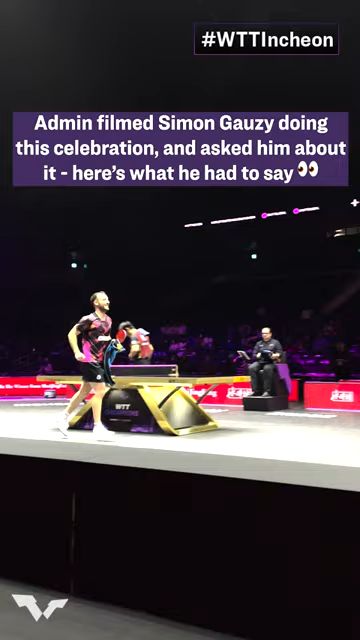 #WTTIncheon
Admin filmed Simon Gauzy doing
this celebration, and asked him about
it - here's what he had to say 👀
WTT